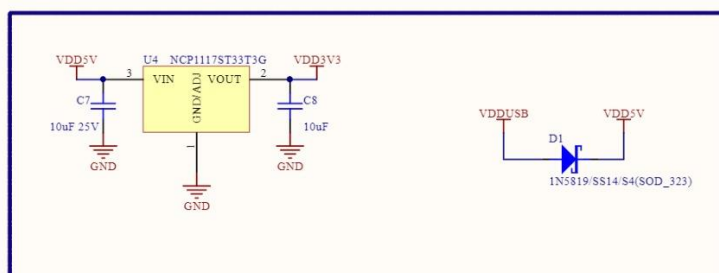 VDD5V
U4 NCP1117ST33T3G
VDD3V3
3
VIN
VOUT
2
GND/ADJ
C7
10uF 25V
C8
10uF
1
GND
GND
GND
VDDUSB
VDD5V
D1
1N5819/SS14/S4(SOD_323)